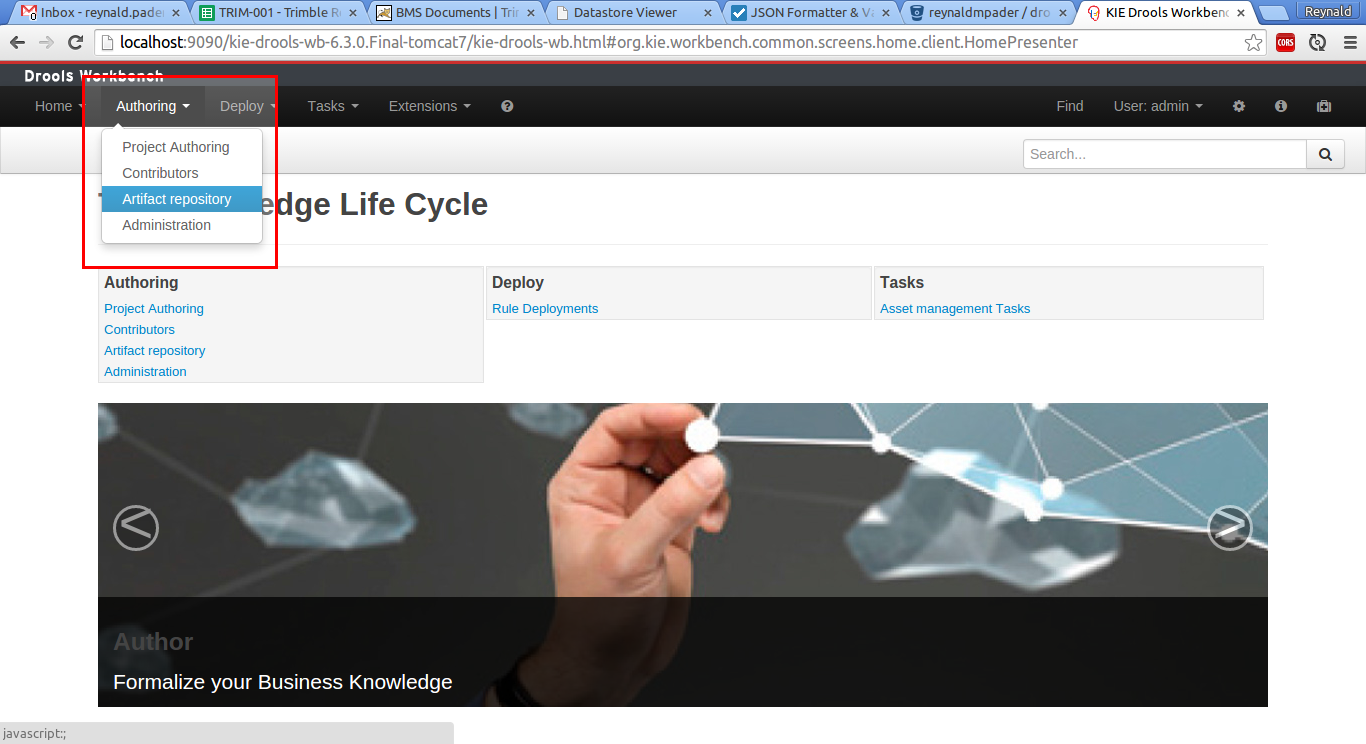 Inbox - reynald.pade
TRIM-001 - Trimble Re
BMS Documents | Trin
Datastore Viewer
JSON Formatter & Va
reynaldmpader / dro
KIE Drools Workbenc
Reynald
localhost:9090/kie-drools-wb-6.3.0.Final-tomcat7/kie-drools-wb.html#org.kie.workbench.common.screens.home.client.HomePresenter
CORS
Drools Workbench
Home Authoring Deploy Tasks Extensions ? Find User: admin
Project Authoring
Contributors
Artifact repository
Administration
Search...
edge Life Cycle
Authoring
Project Authoring
Contributors
Artifact repository
Administration
Deploy
Rule Deployments
Tasks
Asset management Tasks
Author
Formalize your Business Knowledge
javascript:;